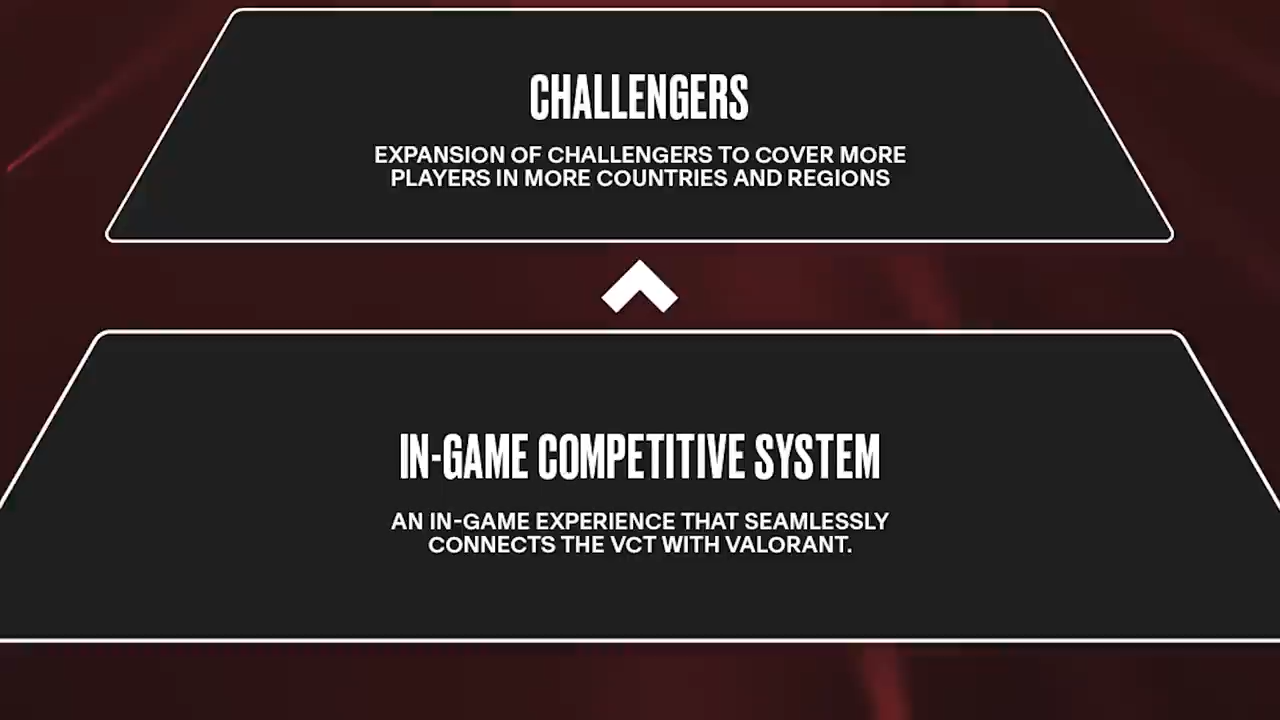 CHALLENGERS
EXPANSION OF CHALLENGERS TO COVER MORE
PLAYERS IN MORE COUNTRIES AND REGIONS
IN-GAME COMPETITIVE SYSTEM
AN IN-GAME EXPERIENCE THAT SEAMLESSLY
CONNECTS THE VCT WITH VALORANT.